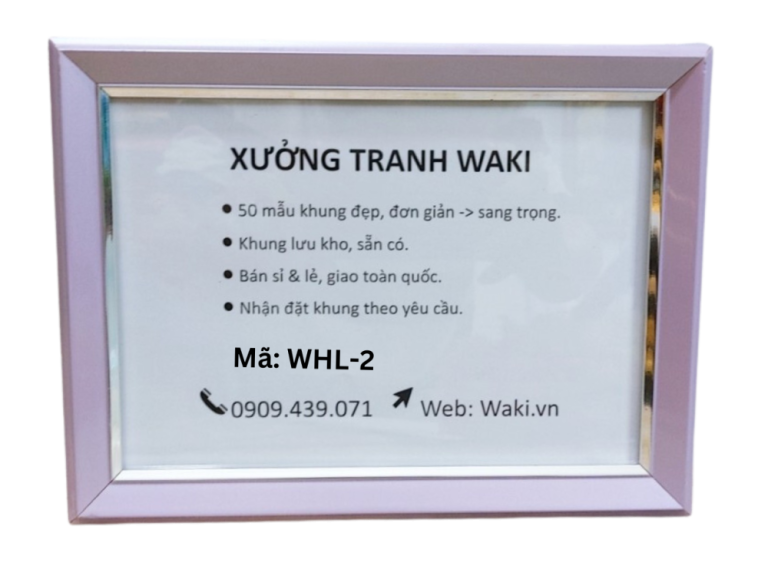 XƯỞNG TRANH WAKI
● 50 mẫu khung đẹp, đơn giản -> sang trọng.
● Khung lưu kho, sẵn có.
● Bán sỉ & lẻ, giao toàn quốc.
● Nhận đặt khung theo yêu cầu.
Mã: WHL-2
0909.439.071 Web: Waki.vn